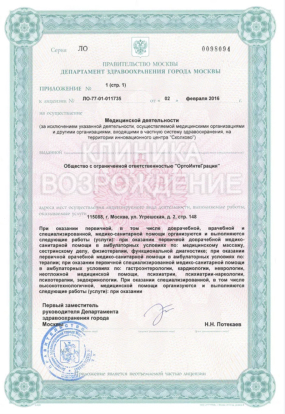 Серия ЛО 0095694
ПРАВИТЕЛЬСТВО МОСКВЫ
ДЕПАРТАМЕНТ ЗДРАВООХРАНЕНИЯ ГОРОДА МОСКВЫ
ПРИЛОЖЕНИЕ № 1 (стр. 1)
к лицензии № ЛО-77-01-011735 от « 02 » февраля 2016
на осуществление
Медицинской деятельности
(за исключением указанной деятельности, осуществляемой медицинскими организациями
и другими организациями, входящими в частную систему здравоохранения, на
территории инновационного центра "Сколково")
КЛИНИКА
ВОЗРОЖДЕНИЕ
Общество с ограниченной ответственностью "ОртоИнтеГрации"
115088, г. Москва, ул. Угрешская, д. 2, стр. 148
При оказании первичной, в том числе доврачебной, врачебной и
специализированной, медико-санитарной помощи организуются и выполняются
следующие работы (услуги): при оказании первичной доврачебной медико-
санитарной помощи в амбулаторных условиях по: медицинскому массажу,
сестринскому делу, физиотерапии, функциональной диагностике; при оказании
первичной врачебной медико-санитарной помощи в амбулаторных условиях по:
терапии; при оказании первичной специализированной медико-санитарной помощи
в амбулаторных условиях по: гастроэнтерологии, кардиологии, неврологии,
неотложной медицинской помощи, психиатрии, психиатрии-наркологии,
психотерапии, эндокринологии. При оказании специализированной, в том числе
высокотехнологичной, медицинской помощи организуются и выполняются
следующие работы (услуги): при оказании
Первый заместитель
руководителя Департамента
здравоохранения города
Москвы
Н.Н. Потекаев
Приложение является неотъемлемой частью лицензии